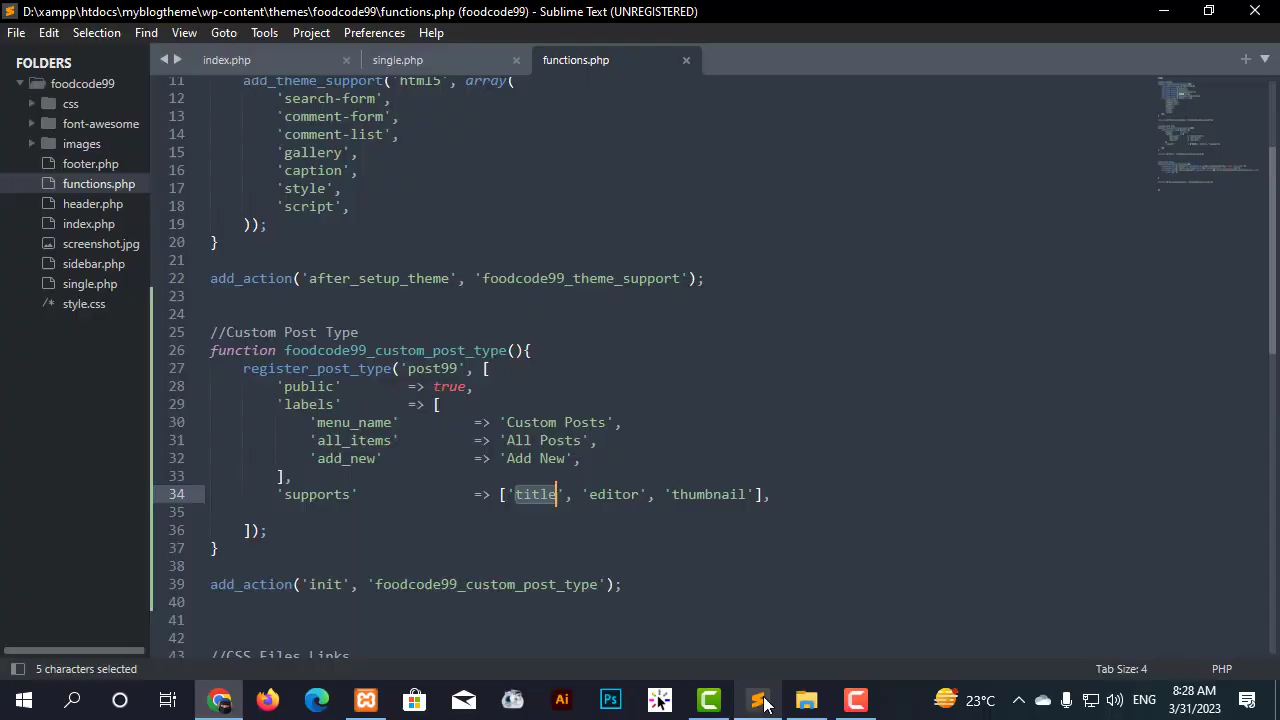 D:\xampp\htdocs\myblogtheme\wp-content\themes\foodcode99\functions.php (foodcode99) - Sublime Text (UNREGISTERED)
File Edit Selection Find View Goto Tools Project Preferences Help
FOLDERS
foodcode99
css
font-awesome
images
footer.php
functions.php
header.php
index.php
screenshot.jpg
sidebar.php
single.php
/* style.css
index.php × single.php × functions.php ×
11 add_theme_support('html5', array(
12 'search-form',
13 'comment-form',
14 'comment-list',
15 'gallery',
16 'caption',
17 'style',
18 'script',
19 ));
20 }
21
22 add_action('after_setup_theme', 'foodcode99_theme_support');
23
24
25 //Custom Post Type
26 function foodcode99_custom_post_type(){
27 register_post_type('post99', [
28 'public' => true,
29 'labels' => [
30 'menu_name' => 'Custom Posts',
31 'all_items' => 'All Posts',
32 'add_new' => 'Add New',
33 ],
34 'supports' => ['title', 'editor', 'thumbnail'],
35
36 ]);
37 }
38
39 add_action('init', 'foodcode99_custom_post_type');
40
41
42
43 //CSS Files Links
5 characters selected
Tab Size: 4 PHP
Ai Ps C
23°C ENG
8:28 AM
3/31/2023